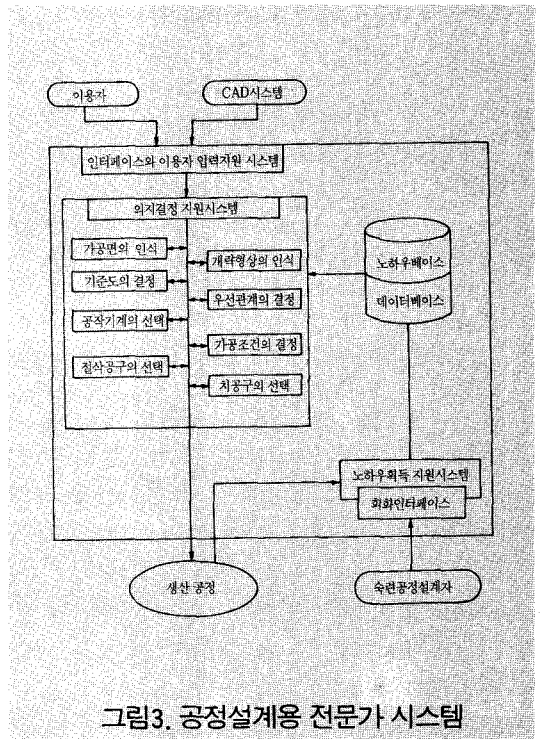 이용자
CAD시스템
인터페이스와 이용자 입력지원 시스템
의지결정 지원시스템
가공면의 인식
개략형상의 인식
기준도의 결정
우선관계의 결정
공작기계의 선택
가공조건의 결정
절삭공구의 선택
치공구의 선택
노하우베이스
데이터베이스
노하우획득 지원시스템
회화인터페이스
생산 공정
숙련공정설계자
그림3. 공정설계용 전문가 시스템